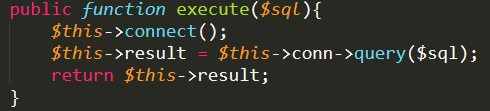 public function execute($sql){
    $this->connect();
    $this->result = $this->conn->query($sql);
    return $this->result;
}